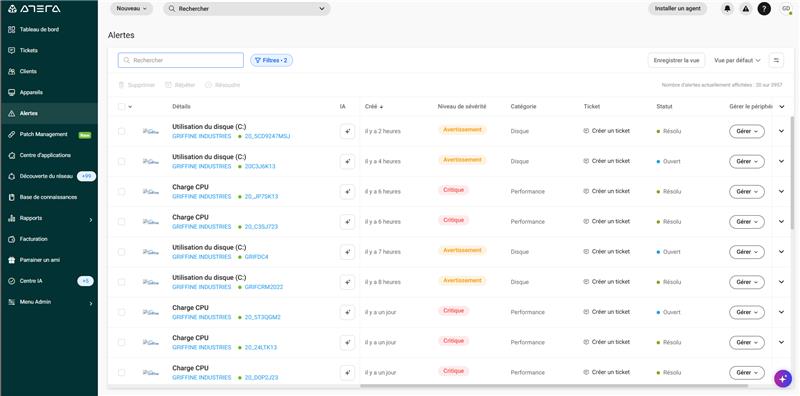 ATERA
Nouveau
Rechercher
Installer un agent
GD
Tableau de bord
Tickets
Clients
Appareils
Alertes
Patch Management New
Centre d'applications
Découverte du réseau +99
Base de connaissances
Rapports
Facturation
Parrainer un ami
Centre IA +5
Menu Admin
Alertes
Rechercher
Filtres • 2
Enregistrer la vue
Vue par défaut
Supprimer
Répéter
Résoudre
Nombre d'alertes actuellement affichées : 20 sur 2957
Détails IA Créé Niveau de sévérité Catégorie Ticket Statut Gérer le périphé
Utilisation du disque (C:)
GRIFFINE INDUSTRIES 20_5CD9247MSJ il y a 2 heures Avertissement Disque Créer un ticket Résolu Gérer
Utilisation du disque (C:)
GRIFFINE INDUSTRIES 20C3J6K13 il y a 4 heures Avertissement Disque Créer un ticket Ouvert Gérer
Charge CPU
GRIFFINE INDUSTRIES 20_JP75K13 il y a 6 heures Critique Performance Créer un ticket Résolu Gérer
Charge CPU
GRIFFINE INDUSTRIES 20_C35J723 il y a 6 heures Critique Performance Créer un ticket Résolu Gérer
Utilisation du disque (C:)
GRIFFINE INDUSTRIES GRIFDC4 il y a 7 heures Avertissement Disque Créer un ticket Ouvert Gérer
Utilisation du disque (C:)
GRIFFINE INDUSTRIES GRIFCRM2022 il y a 8 heures Avertissement Disque Créer un ticket Résolu Gérer
Charge CPU
GRIFFINE INDUSTRIES 20_5T3QGM2 il y a un jour Critique Performance Créer un ticket Ouvert Gérer
Charge CPU
GRIFFINE INDUSTRIES 20_24LTK13 il y a un jour Critique Performance Créer un ticket Résolu Gérer
Charge CPU
GRIFFINE INDUSTRIES 20_D0P2J23 il y a un jour Critique Performance Créer un ticket Résolu Gérer